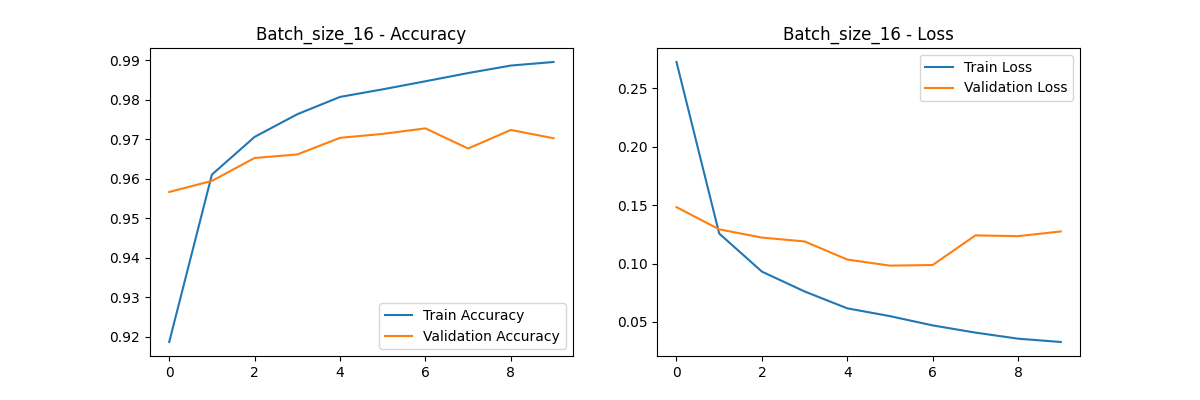 Batch_size_16 - Accuracy
0.99
0.98
0.97
0.96
0.95
0.94
0.93
0.92
0 2 4 6 8
Train Accuracy
Validation Accuracy
Batch_size_16 - Loss
0.25
0.20
0.15
0.10
0.05
0 2 4 6 8
Train Loss
Validation Loss